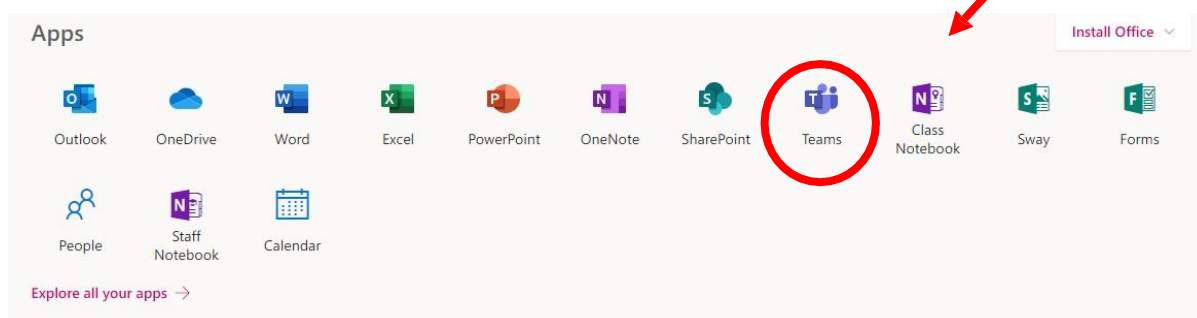 Apps
Install Office
Outlook
OneDrive
Word
Excel
PowerPoint
OneNote
SharePoint
Teams
Class
Notebook
Sway
Forms
People
Staff
Notebook
Calendar
Explore all your apps →